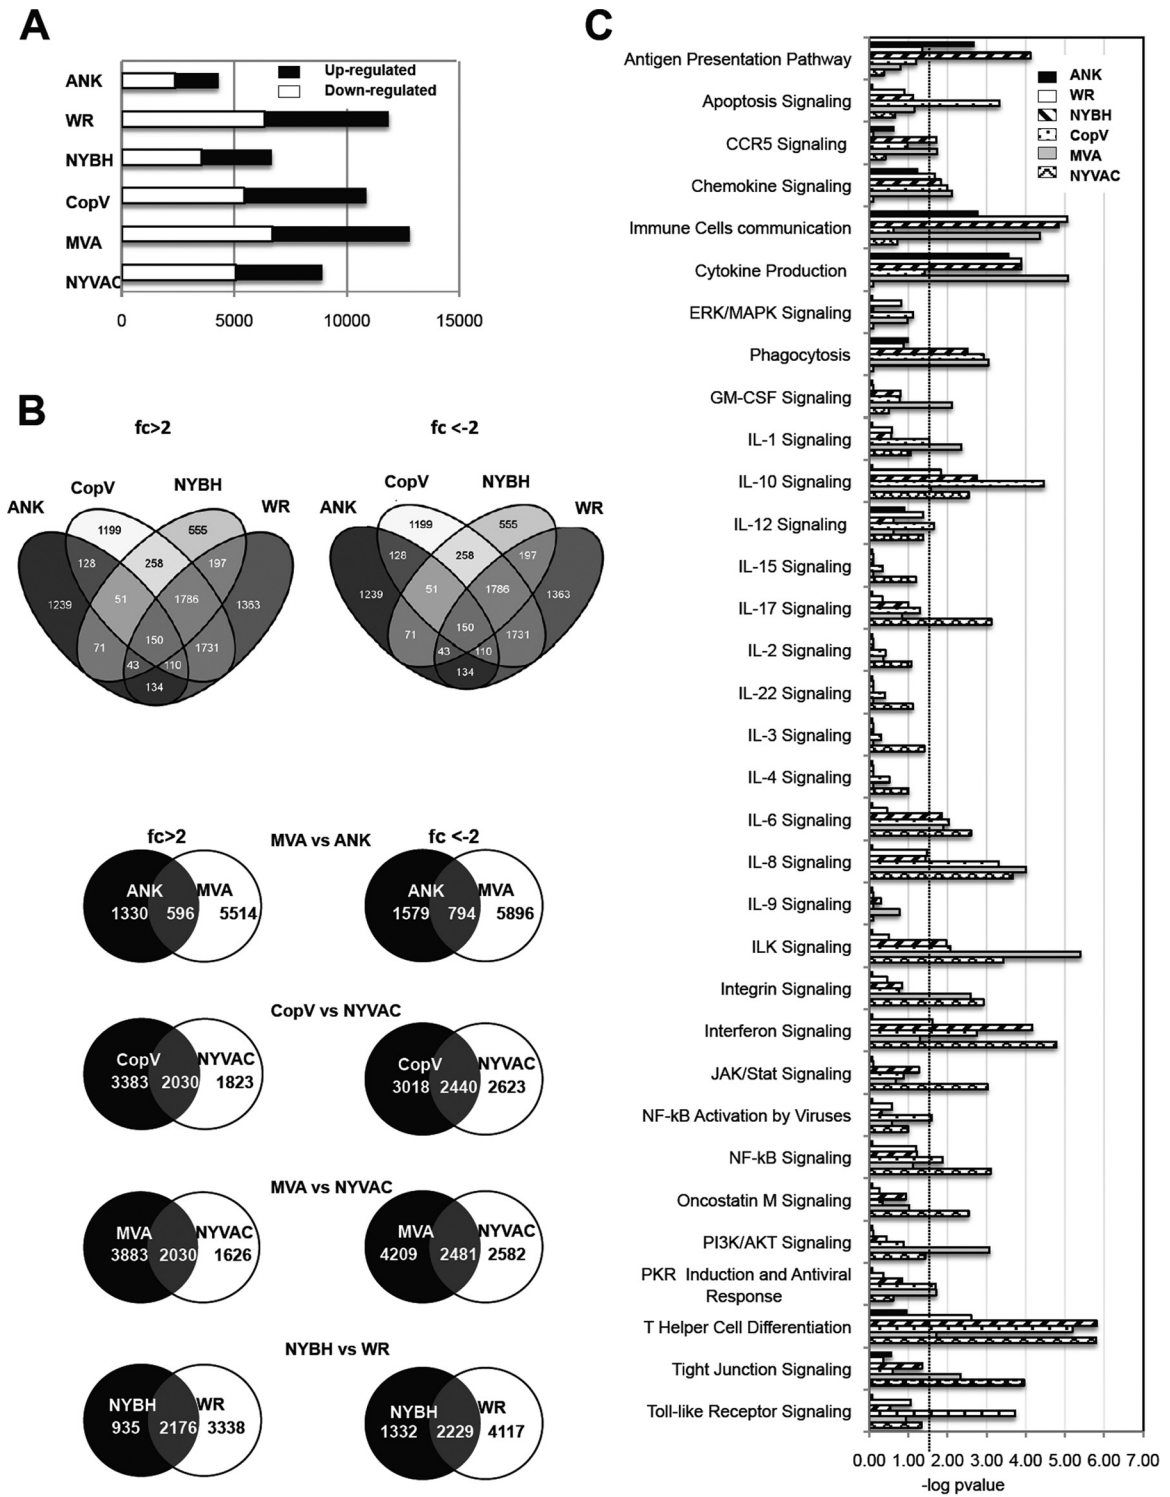 A
ANK
WR
NYBH
CopV
MVA
NYVAC
Up-regulated
Down-regulated
0 5000 10000 15000
B
fc>2 fc <-2
ANK CopV NYBH WR
1199 555
128 258 197
1239 51 1786 1363
71 150 1731
43 110
134
ANK CopV NYBH WR
1199 555
128 258 197
1239 51 1786 1363
71 150 1731
43 110
134
fc>2 MVA vs ANK fc <-2
ANK MVA
1330 596 5514
ANK MVA
1579 794 5896
CopV vs NYVAC
CopV NYVAC
3383 2030 1823
CopV NYVAC
3018 2440 2623
MVA vs NYVAC
MVA NYVAC
3883 2030 1626
MVA NYVAC
4209 2481 2582
NYBH vs WR
NYBH WR
935 2176 3338
NYBH WR
1332 2229 4117
C
Antigen Presentation Pathway
Apoptosis Signaling
CCR5 Signaling
Chemokine Signaling
Immune Cells communication
Cytokine Production
ERK/MAPK Signaling
Phagocytosis
GM-CSF Signaling
IL-1 Signaling
IL-10 Signaling
IL-12 Signaling
IL-15 Signaling
IL-17 Signaling
IL-2 Signaling
IL-22 Signaling
IL-3 Signaling
IL-4 Signaling
IL-6 Signaling
IL-8 Signaling
IL-9 Signaling
ILK Signaling
Integrin Signaling
Interferon Signaling
JAK/Stat Signaling
NF-kB Activation by Viruses
NF-kB Signaling
Oncostatin M Signaling
PI3K/AKT Signaling
PKR Induction and Antiviral
Response
T Helper Cell Differentiation
Tight Junction Signaling
Toll-like Receptor Signaling
ANK
WR
NYBH
CopV
MVA
NYVAC
0.00 1.00 2.00 3.00 4.00 5.00 6.00 7.00
-log pvalue